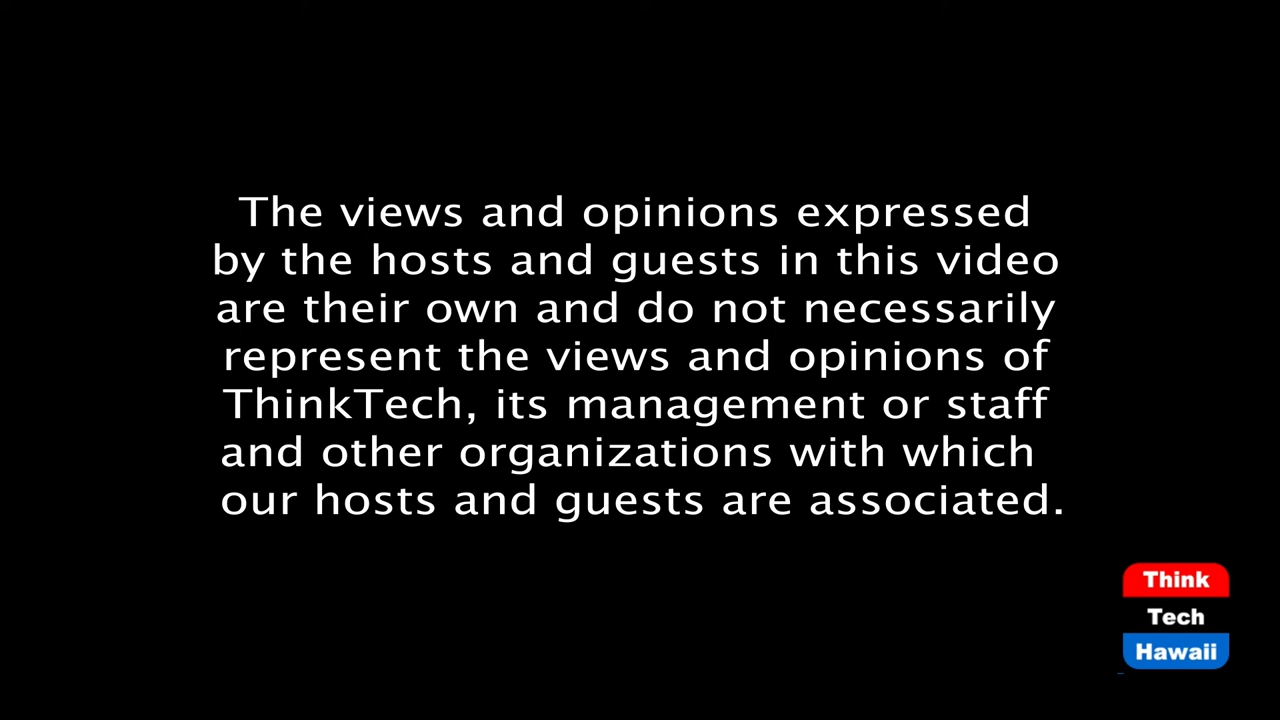 The views and opinions expressed
by the hosts and guests in this video
are their own and do not necessarily
represent the views and opinions of
ThinkTech, its management or staff
and other organizations with which
our hosts and guests are associated.
Think
Tech
Hawaii